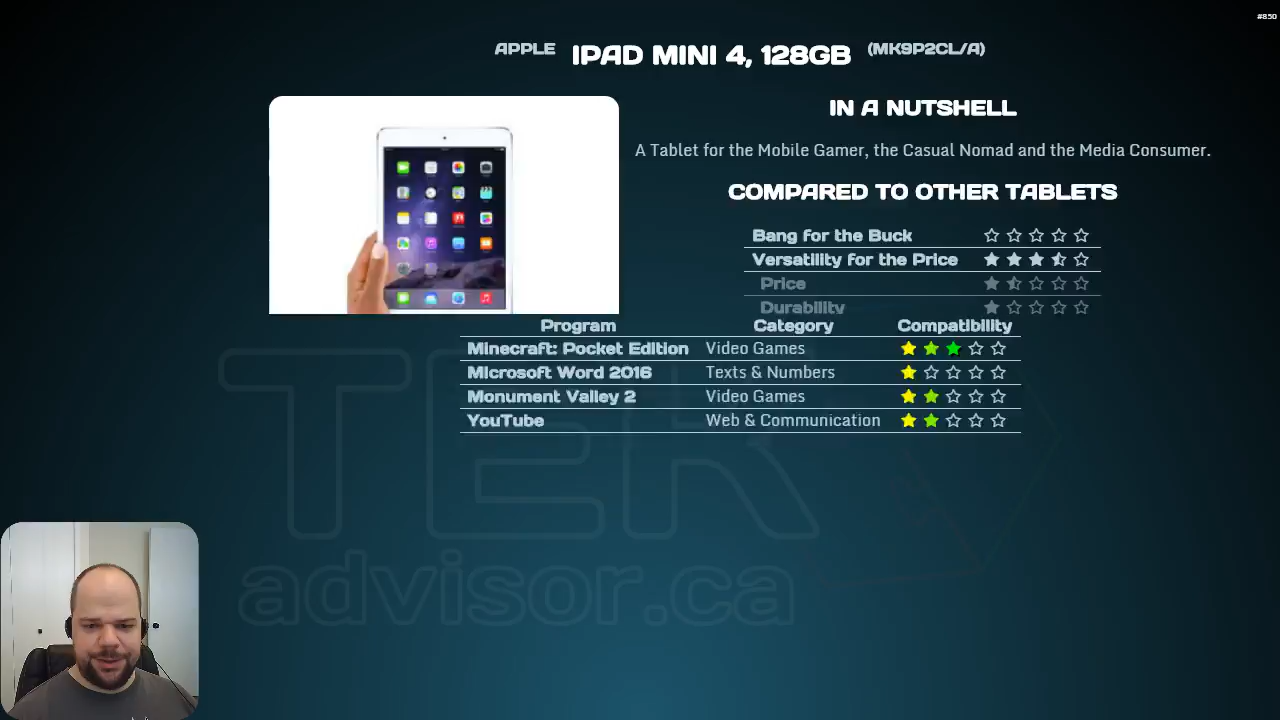 #850
APPLE IPAD MINI 4, 128GB (MK9P2CL/A)
IN A NUTSHELL
A Tablet for the Mobile Gamer, the Casual Nomad and the Media Consumer.
COMPARED TO OTHER TABLETS
Bang for the Buck
Versatility for the Price
Price
Durability
Program Category Compatibility
Minecraft: Pocket Edition Video Games
Microsoft Word 2016 Texts & Numbers
Monument Valley 2 Video Games
YouTube Web & Communication
TEK
advisor.ca